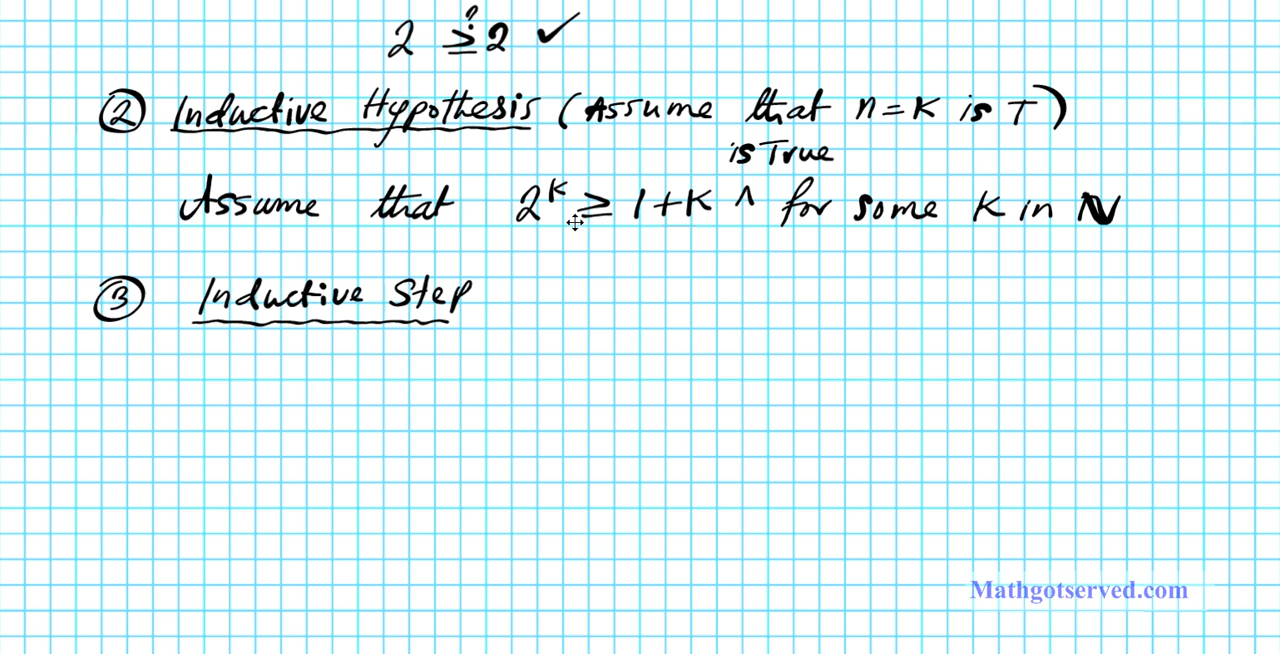 2 ≥? 2 ✓
② Inductive Hypothesis (Assume that n=K is T)
is True
Assume that 2^K ≥ 1+K ^ for some K in ℕ
③ Inductive Step
Mathgotserved.com